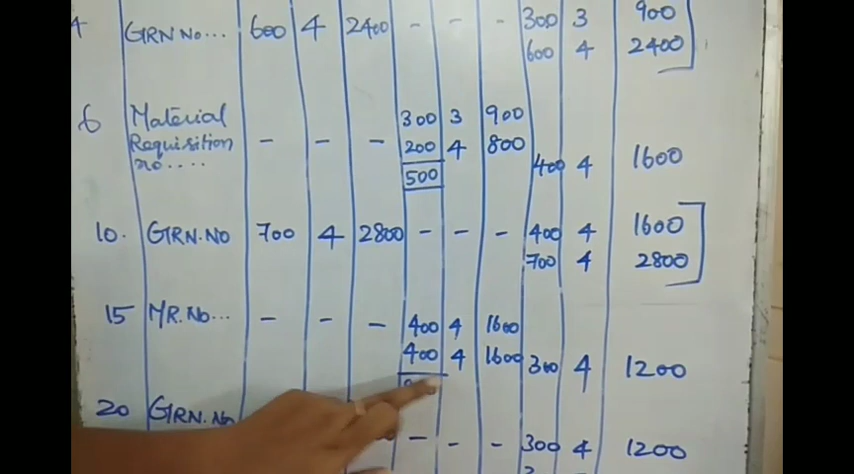 4 GRN No... 600 4 2400 - - - 300 3 900
600 4 2400
6 Material 300 3 900
Requisition - - - 200 4 800
no.... 500 400 4 1600
10. GRN.NO 700 4 2800 - - - 400 4 1600
700 4 2800
15 MR.No... - - - 400 4 1600
400 4 1600 300 4 1200
20 GRN.No - - - 300 4 1200